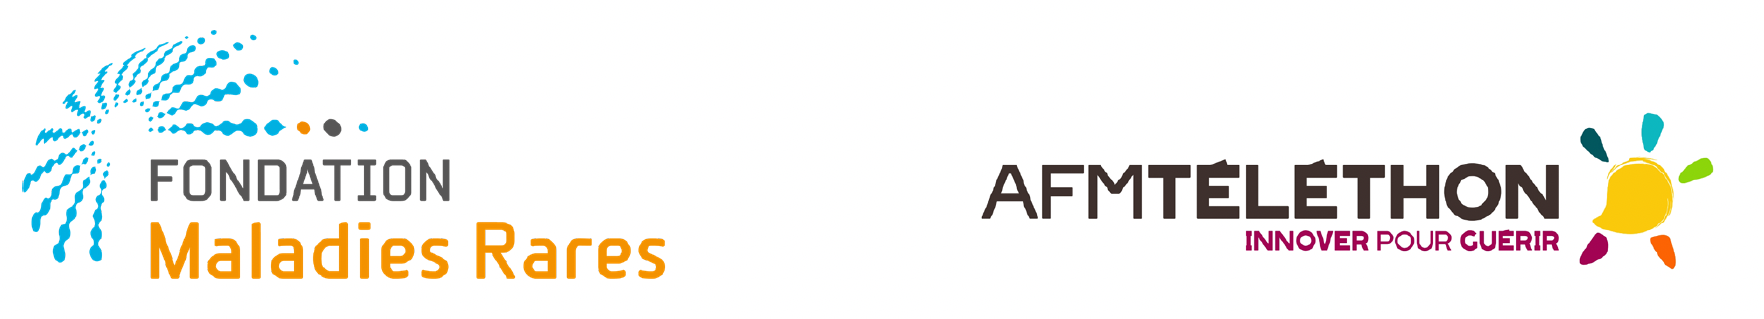 FONDATION
Maladies Rares
AFMTÉLÉTHON
INNOVER POUR GUÉRIR